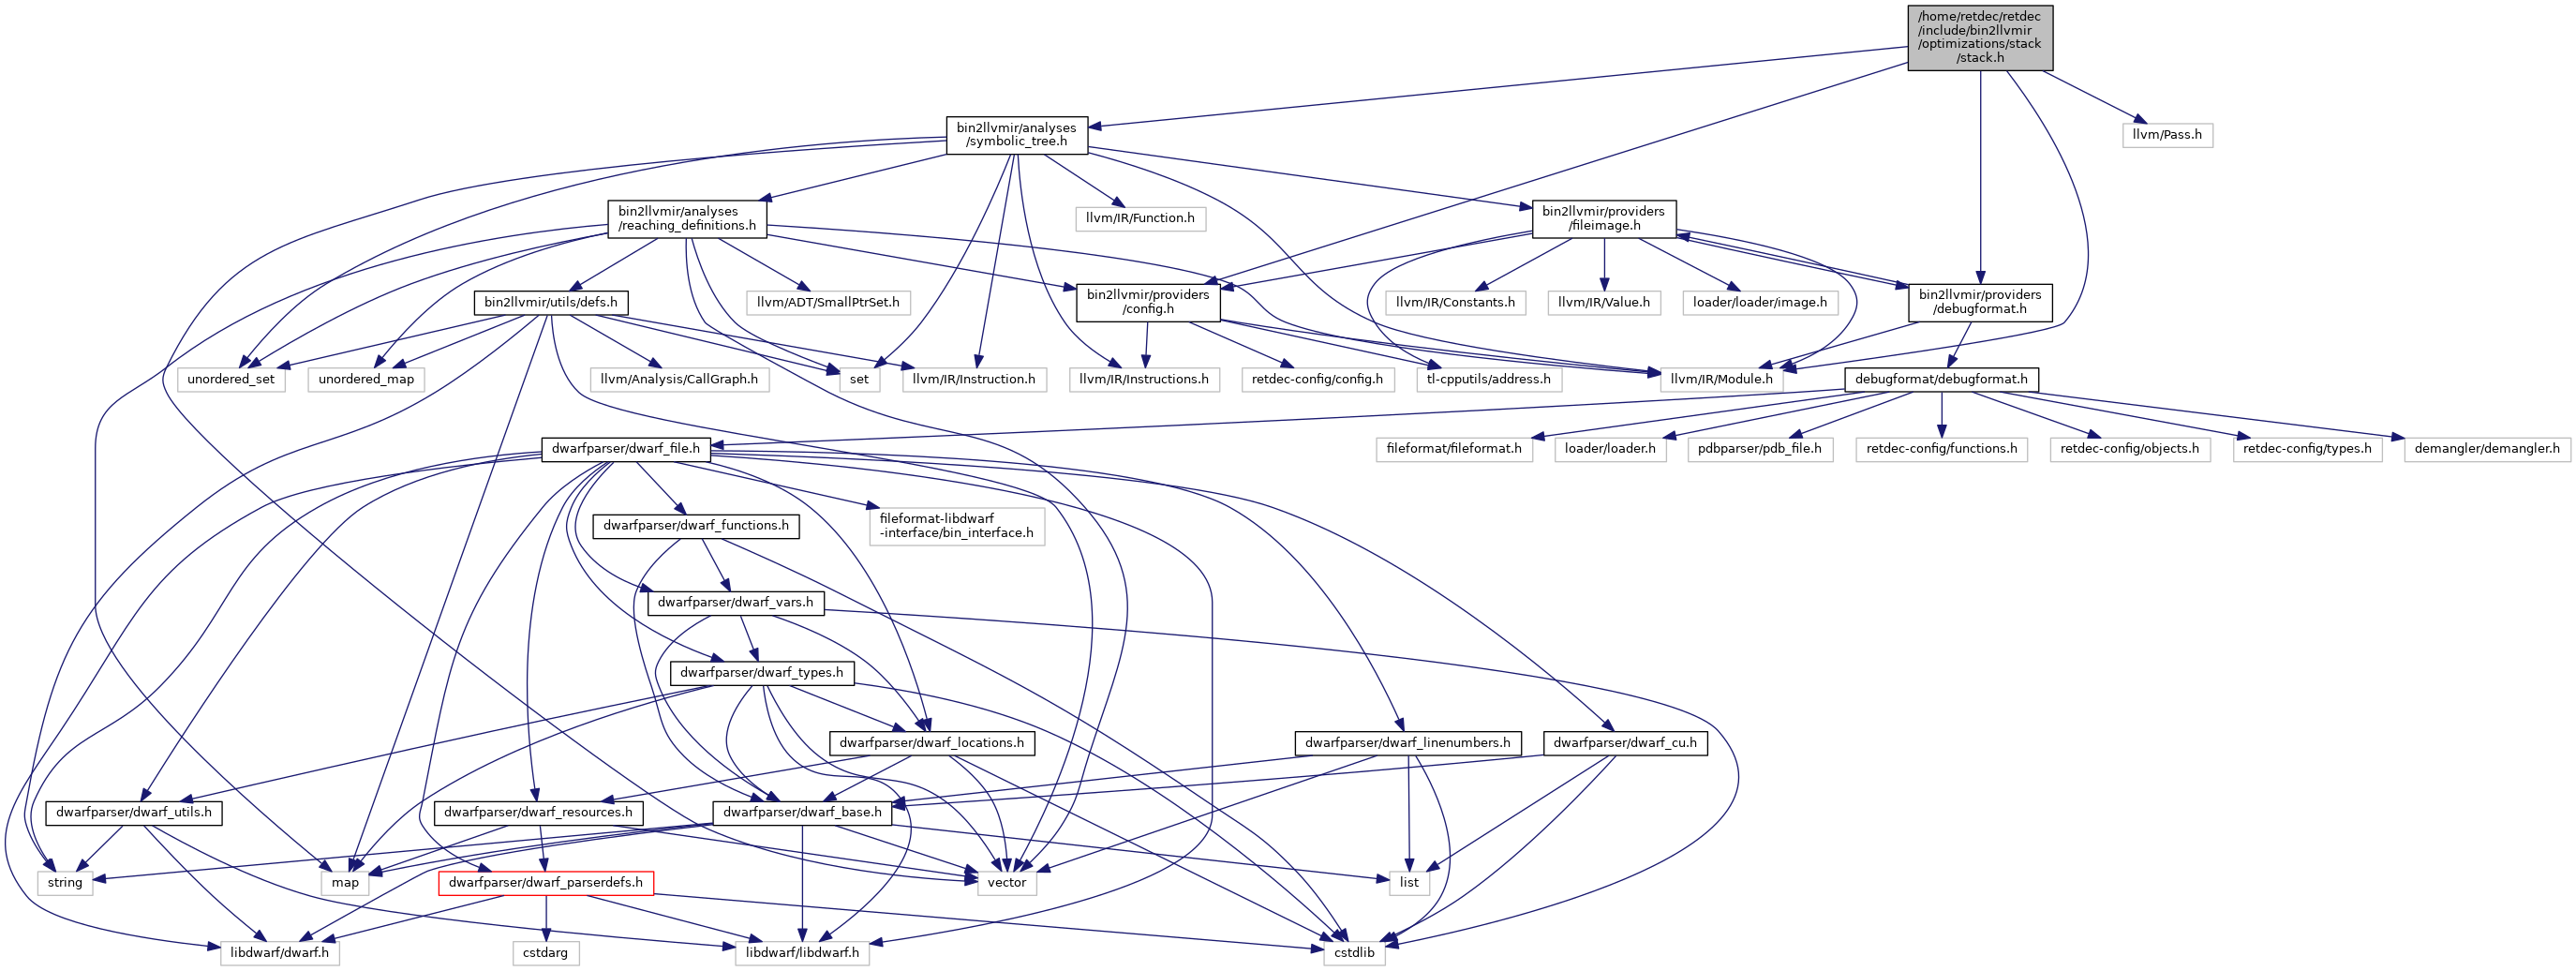 /home/retdec/retdec
/include/bin2llvmir
/optimizations/stack
/stack.h
bin2llvmir/analyses
/symbolic_tree.h
llvm/Pass.h
bin2llvmir/analyses
/reaching_definitions.h
llvm/IR/Function.h
bin2llvmir/providers
/fileimage.h
bin2llvmir/utils/defs.h
llvm/ADT/SmallPtrSet.h
bin2llvmir/providers
/config.h
llvm/IR/Constants.h
llvm/IR/Value.h
loader/loader/image.h
bin2llvmir/providers
/debugformat.h
unordered_set
unordered_map
llvm/Analysis/CallGraph.h
set
llvm/IR/Instruction.h
llvm/IR/Instructions.h
retdec-config/config.h
tl-cpputils/address.h
llvm/IR/Module.h
debugformat/debugformat.h
dwarfparser/dwarf_file.h
fileformat/fileformat.h
loader/loader.h
pdbparser/pdb_file.h
retdec-config/functions.h
retdec-config/objects.h
retdec-config/types.h
demangler/demangler.h
dwarfparser/dwarf_functions.h
fileformat-libdwarf
-interface/bin_interface.h
dwarfparser/dwarf_vars.h
dwarfparser/dwarf_types.h
dwarfparser/dwarf_locations.h
dwarfparser/dwarf_linenumbers.h
dwarfparser/dwarf_cu.h
dwarfparser/dwarf_utils.h
dwarfparser/dwarf_resources.h
dwarfparser/dwarf_base.h
string
map
dwarfparser/dwarf_parserdefs.h
vector
list
libdwarf/dwarf.h
cstdarg
libdwarf/libdwarf.h
cstdlib